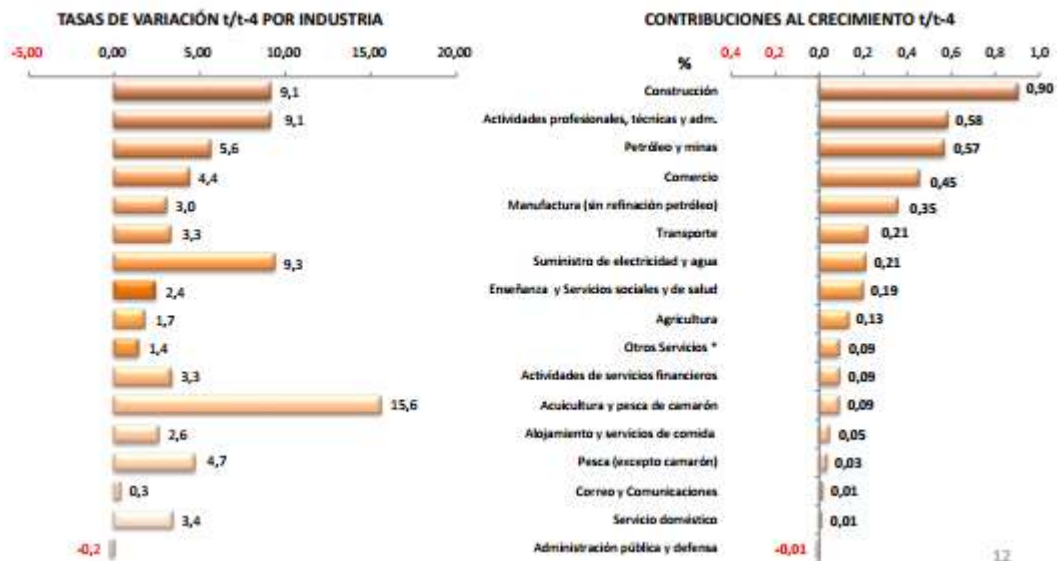 TASAS DE VARIACIÓN t/t-4 POR INDUSTRIA
CONTRIBUCIONES AL CRECIMIENTO t/t-4
-5,00 0,00 5,00 10,00 15,00 20,00
% 0,4 0,2 0,0 0,2 0,4 0,6 0,8 1,0
9,1 Construcción 0,90
9,1 Actividades profesionales, técnicas y adm. 0,58
5,6 Petróleo y minas 0,57
4,4 Comercio 0,45
3,0 Manufactura (sin refinación petróleo) 0,35
3,3 Transporte 0,21
9,3 Suministro de electricidad y agua 0,21
2,4 Enseñanza y Servicios sociales y de salud 0,19
1,7 Agricultura 0,13
1,4 Otros Servicios * 0,09
3,3 Actividades de servicios financieros 0,09
15,6 Acuicultura y pesca de camarón 0,09
2,6 Alojamiento y servicios de comida 0,05
4,7 Pesca (excepto camarón) 0,03
0,3 Correo y Comunicaciones 0,01
3,4 Servicio doméstico 0,01
-0,2 Administración pública y defensa -0,01
12